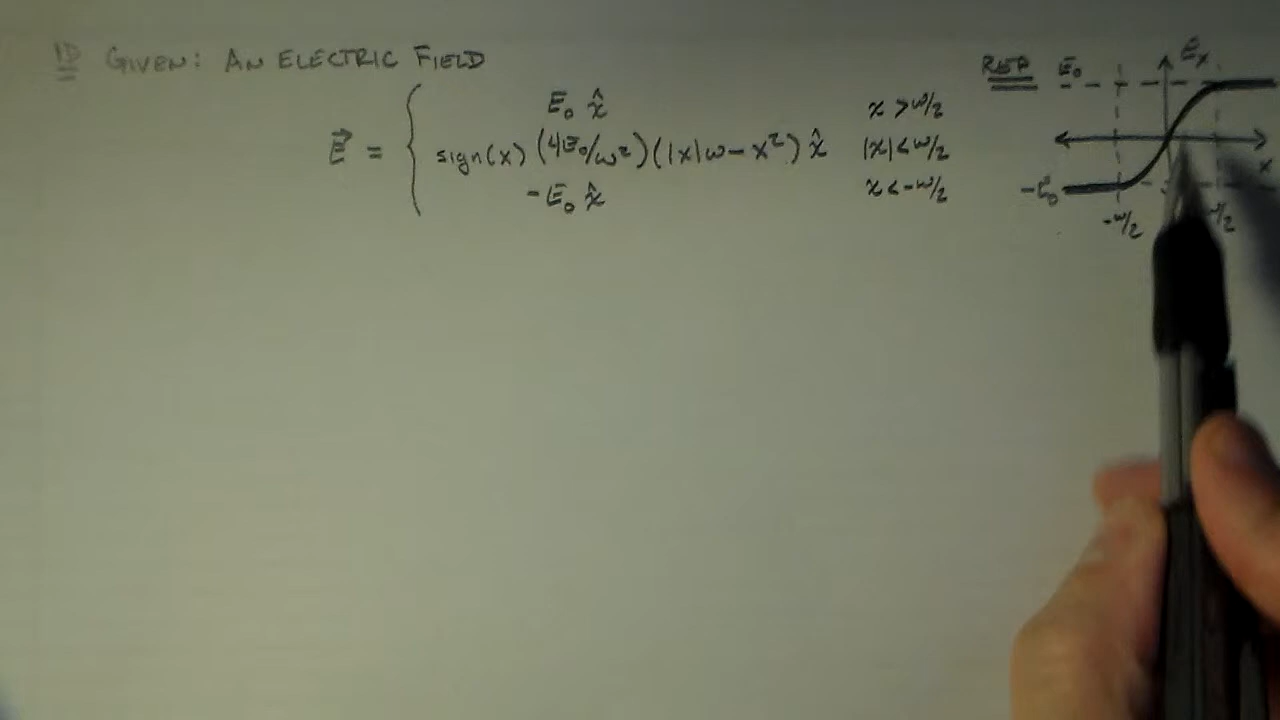 ID GIVEN: AN ELECTRIC FIELD
E₀ x̂ x > w/2
E⃗ = { sign(x) (4E₀/w²)(|x|w - x²) x̂ |x| < w/2
-E₀ x̂ x < -w/2
REP E₀ Eₓ
x
-E₀
-w/2 w/2